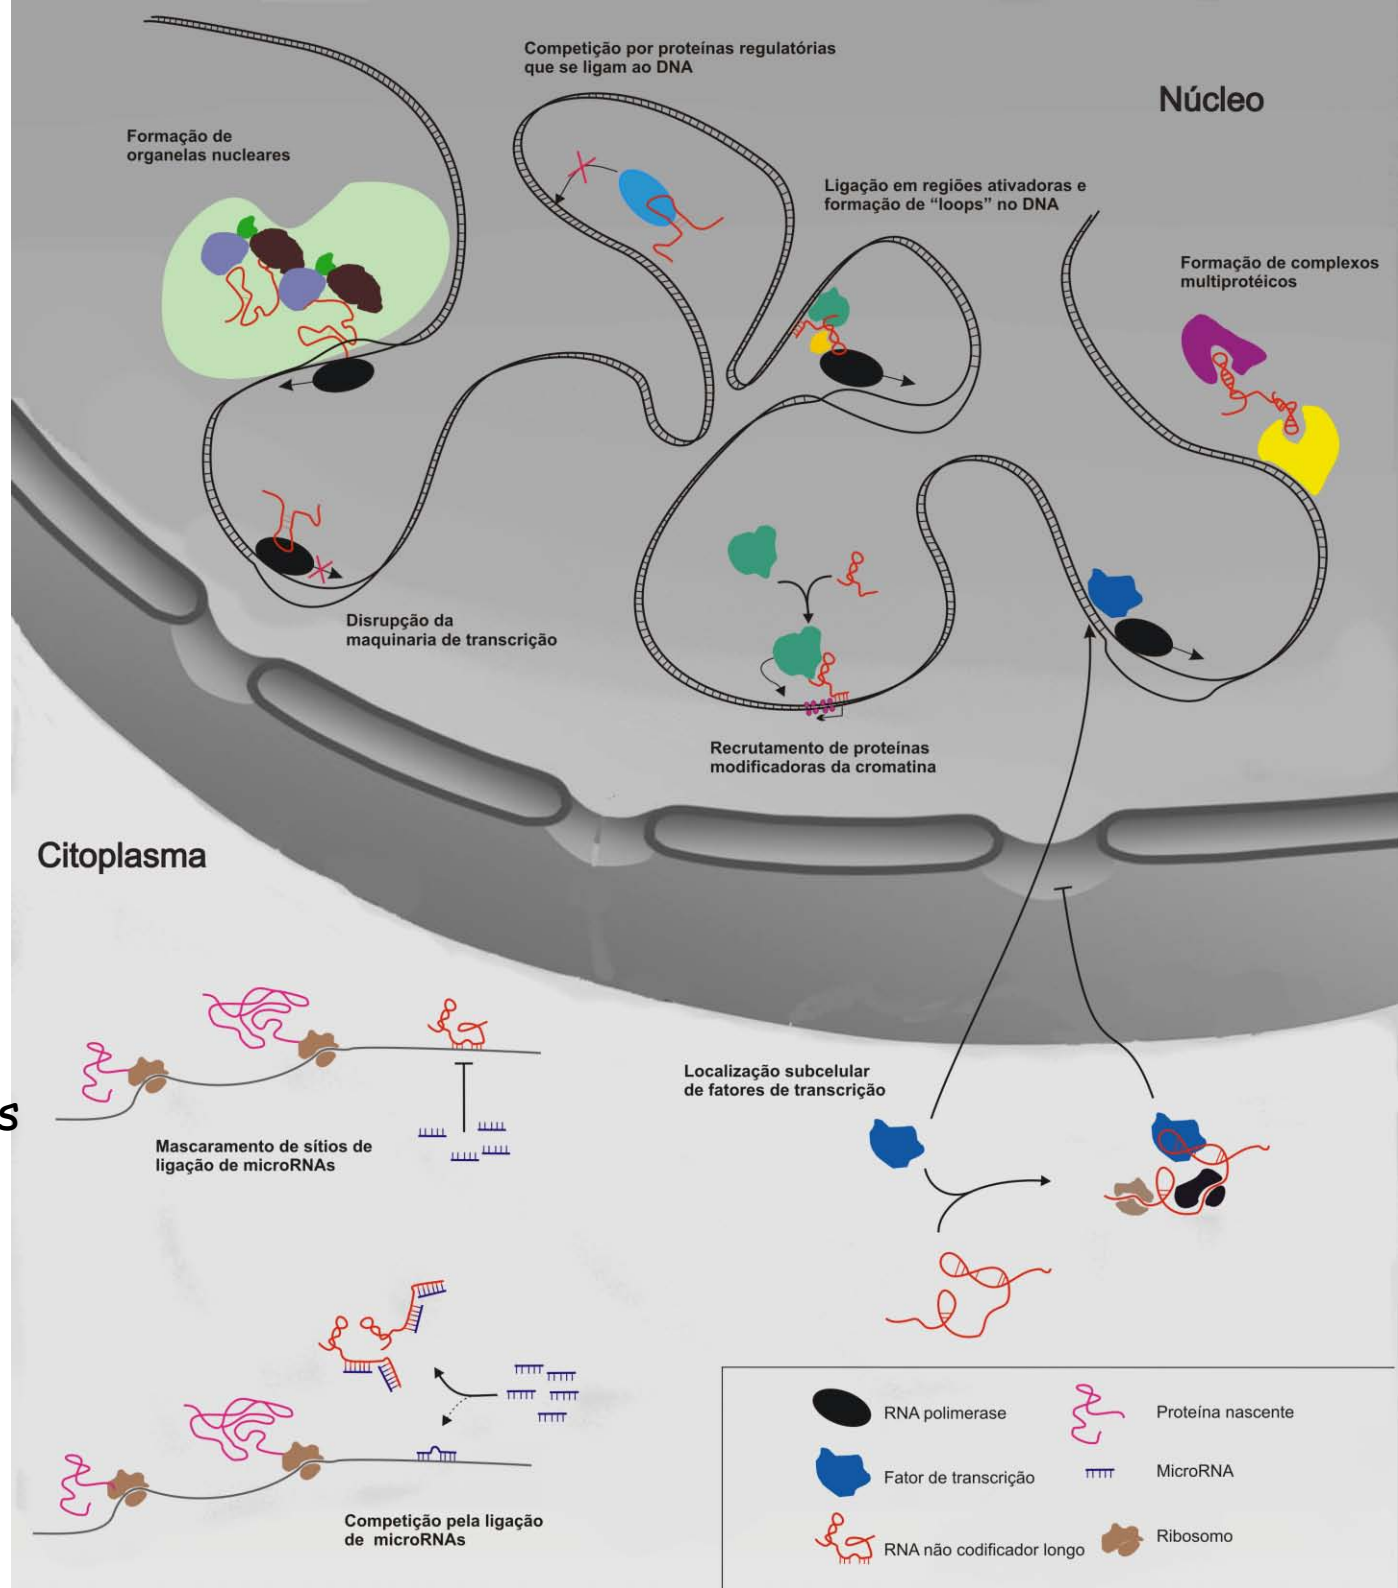 Competição por proteínas regulatórias
que se ligam ao DNA
Núcleo
Formação de
organelas nucleares
Ligação em regiões ativadoras e
formação de “loops” no DNA
Formação de complexos
multiprotéicos
Disrupção da
maquinaria de transcrição
Recrutamento de proteínas
modificadoras da cromatina
Citoplasma
Localização subcelular
de fatores de transcrição
s
Mascaramento de sítios de
ligação de microRNAs
Competição pela ligação
de microRNAs
RNA polimerase
Proteína nascente
Fator de transcrição
MicroRNA
RNA não codificador longo
Ribosomo